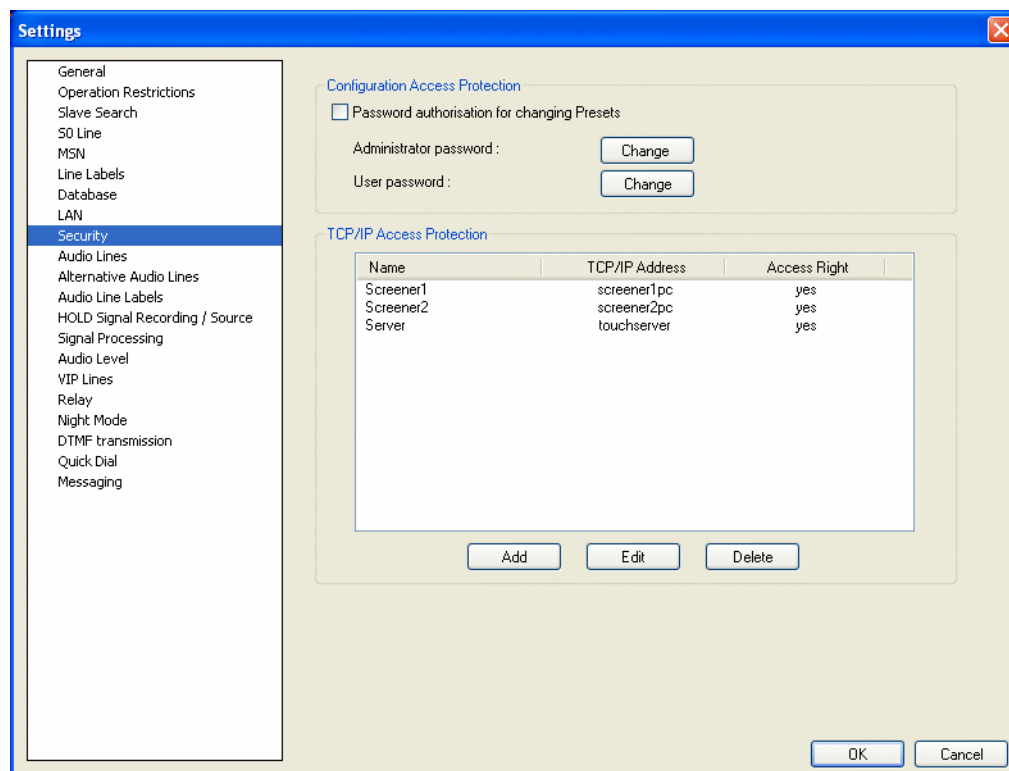 Settings
General
Operation Restrictions
Slave Search
S0 Line
MSN
Line Labels
Database
LAN
Security
Audio Lines
Alternative Audio Lines
Audio Line Labels
HOLD Signal Recording / Source
Signal Processing
Audio Level
VIP Lines
Relay
Night Mode
DTMF transmission
Quick Dial
Messaging
Configuration Access Protection
Password authorisation for changing Presets
Administrator password : Change
User password : Change
TCP/IP Access Protection
Name TCP/IP Address Access Right
Screener1 screener1pc yes
Screener2 screener2pc yes
Server touchserver yes
Add Edit Delete
OK Cancel